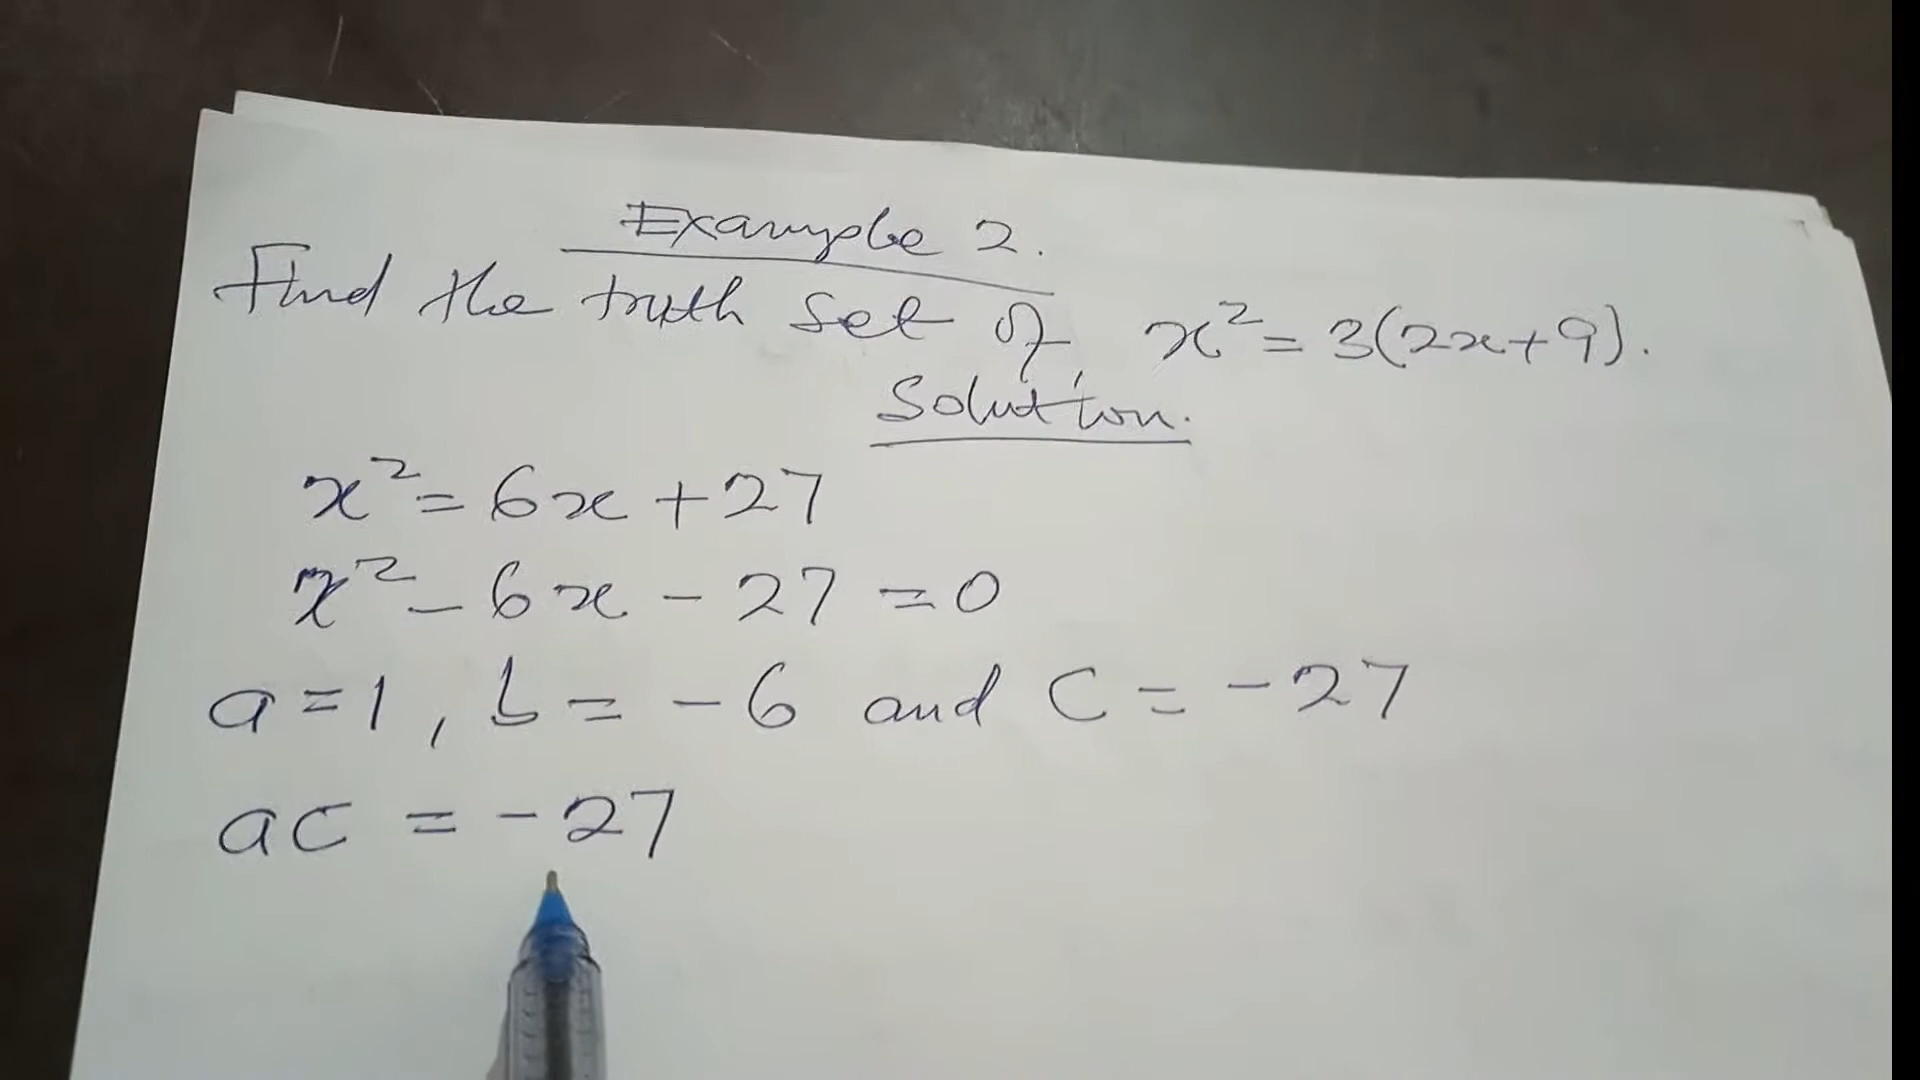 Example 2.
Find the truth set of, x² = 3(2x+9).
Solution.
x² = 6x + 27
x² - 6x - 27 = 0
a = 1, b = -6 and c = -27
ac = -27